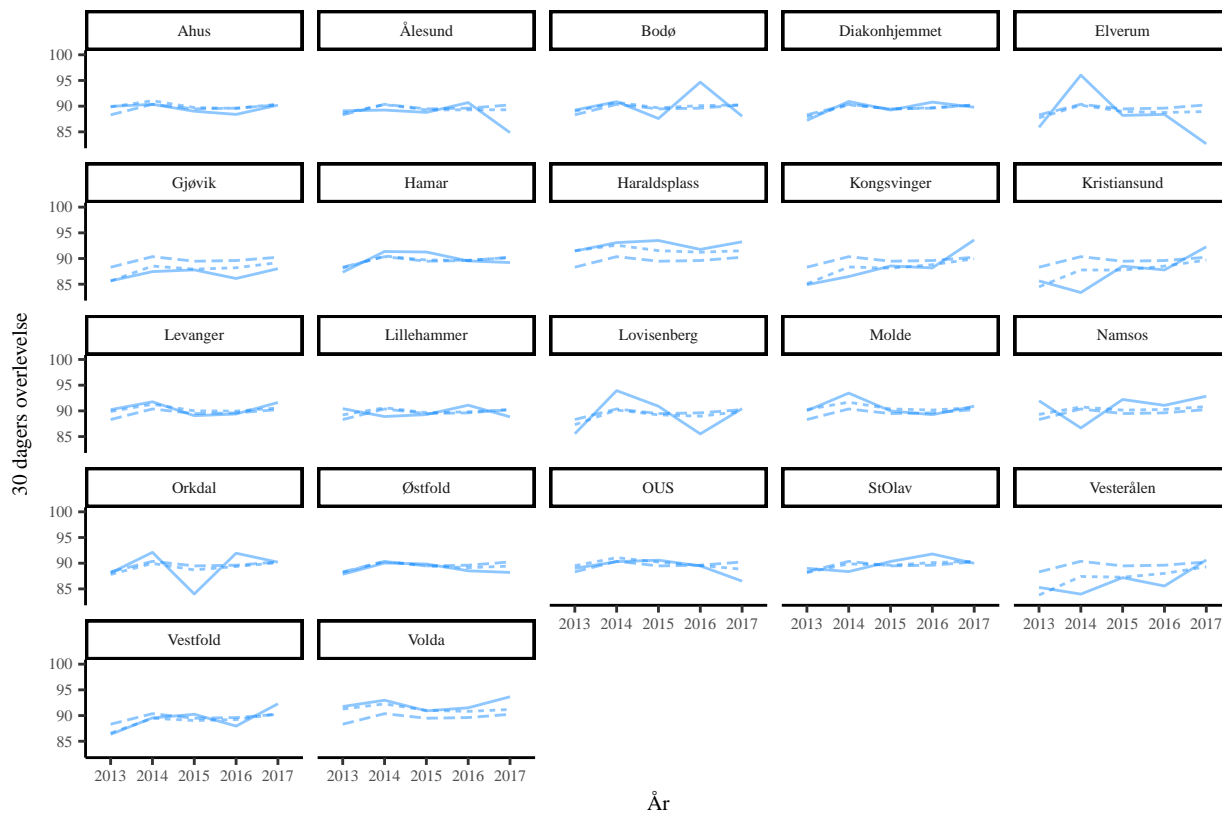 Ahus Ålesund Bodø Diakonhjemmet Elverum
100
95
90
85
Gjøvik Hamar Haraldsplass Kongsvinger Kristiansund
100
95
90
85
Levanger Lillehammer Lovisenberg Molde Namsos
100
95
90
85
Orkdal Østfold OUS StOlav Vesterålen
100
95
90
85
2013 2014 2015 2016 2017 2013 2014 2015 2016 2017 2013 2014 2015 2016 2017
Vestfold Volda
100
95
90
85
2013 2014 2015 2016 2017 2013 2014 2015 2016 2017
30 dagers overlevelse
År